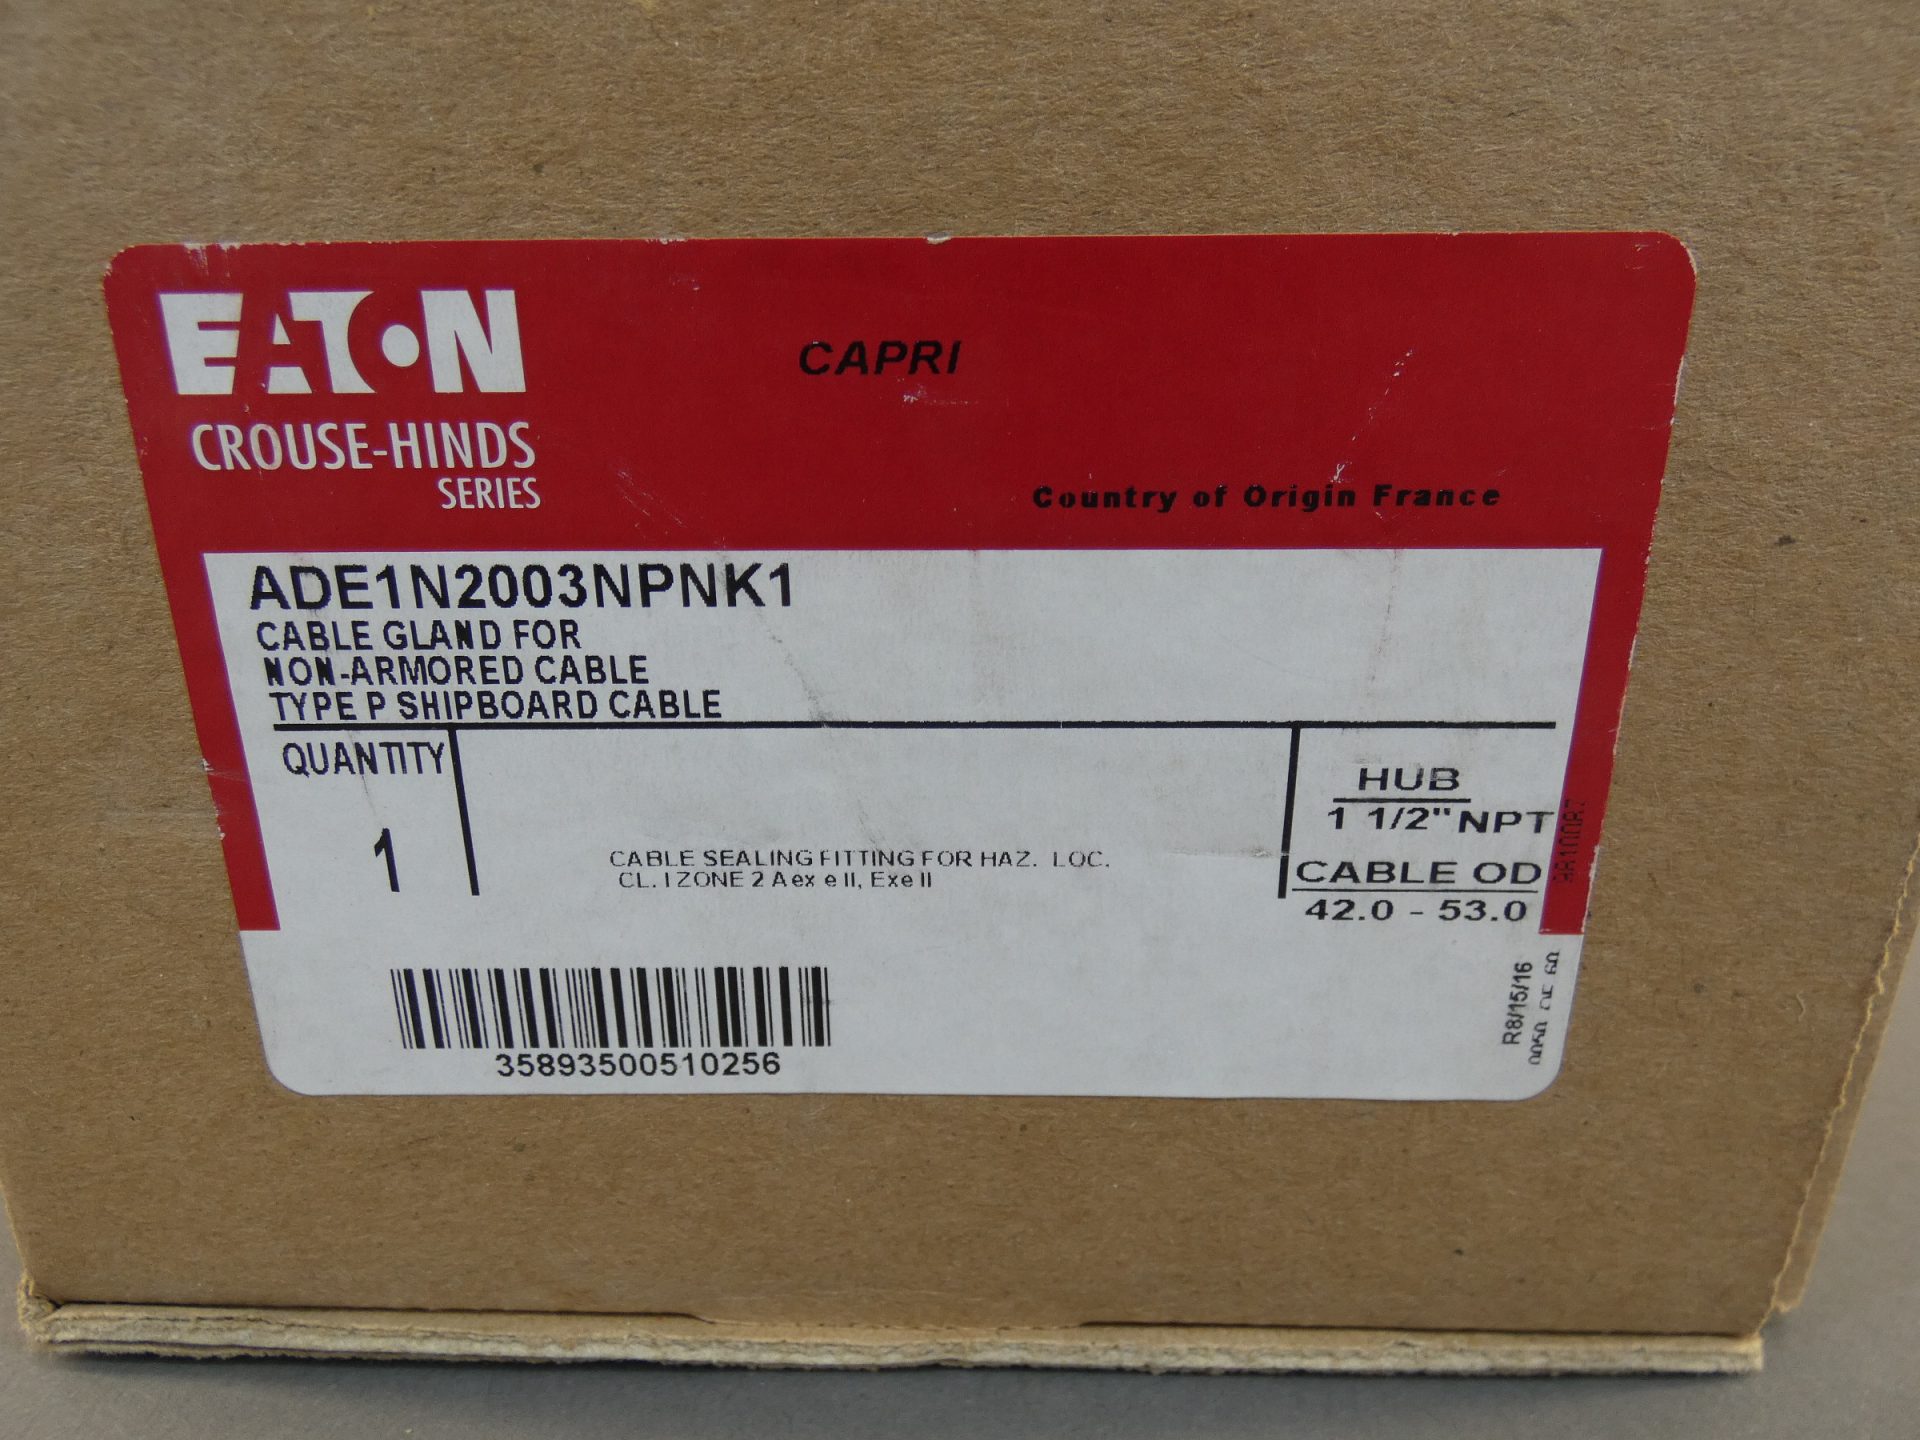 EATON
CROUSE-HINDS
SERIES
CAPRI
Country of Origin France
ADE1N2003NPNK1
CABLE GLAND FOR
NON-ARMORED CABLE
TYPE P SHIPBOARD CABLE
QUANTITY
1
CABLE SEALING FITTING FOR HAZ. LOC.
CL. I ZONE 2 A ex e II, Exe II
HUB
1 1/2" NPT
CABLE OD
42.0 - 53.0
35893500510256
R8/15/16